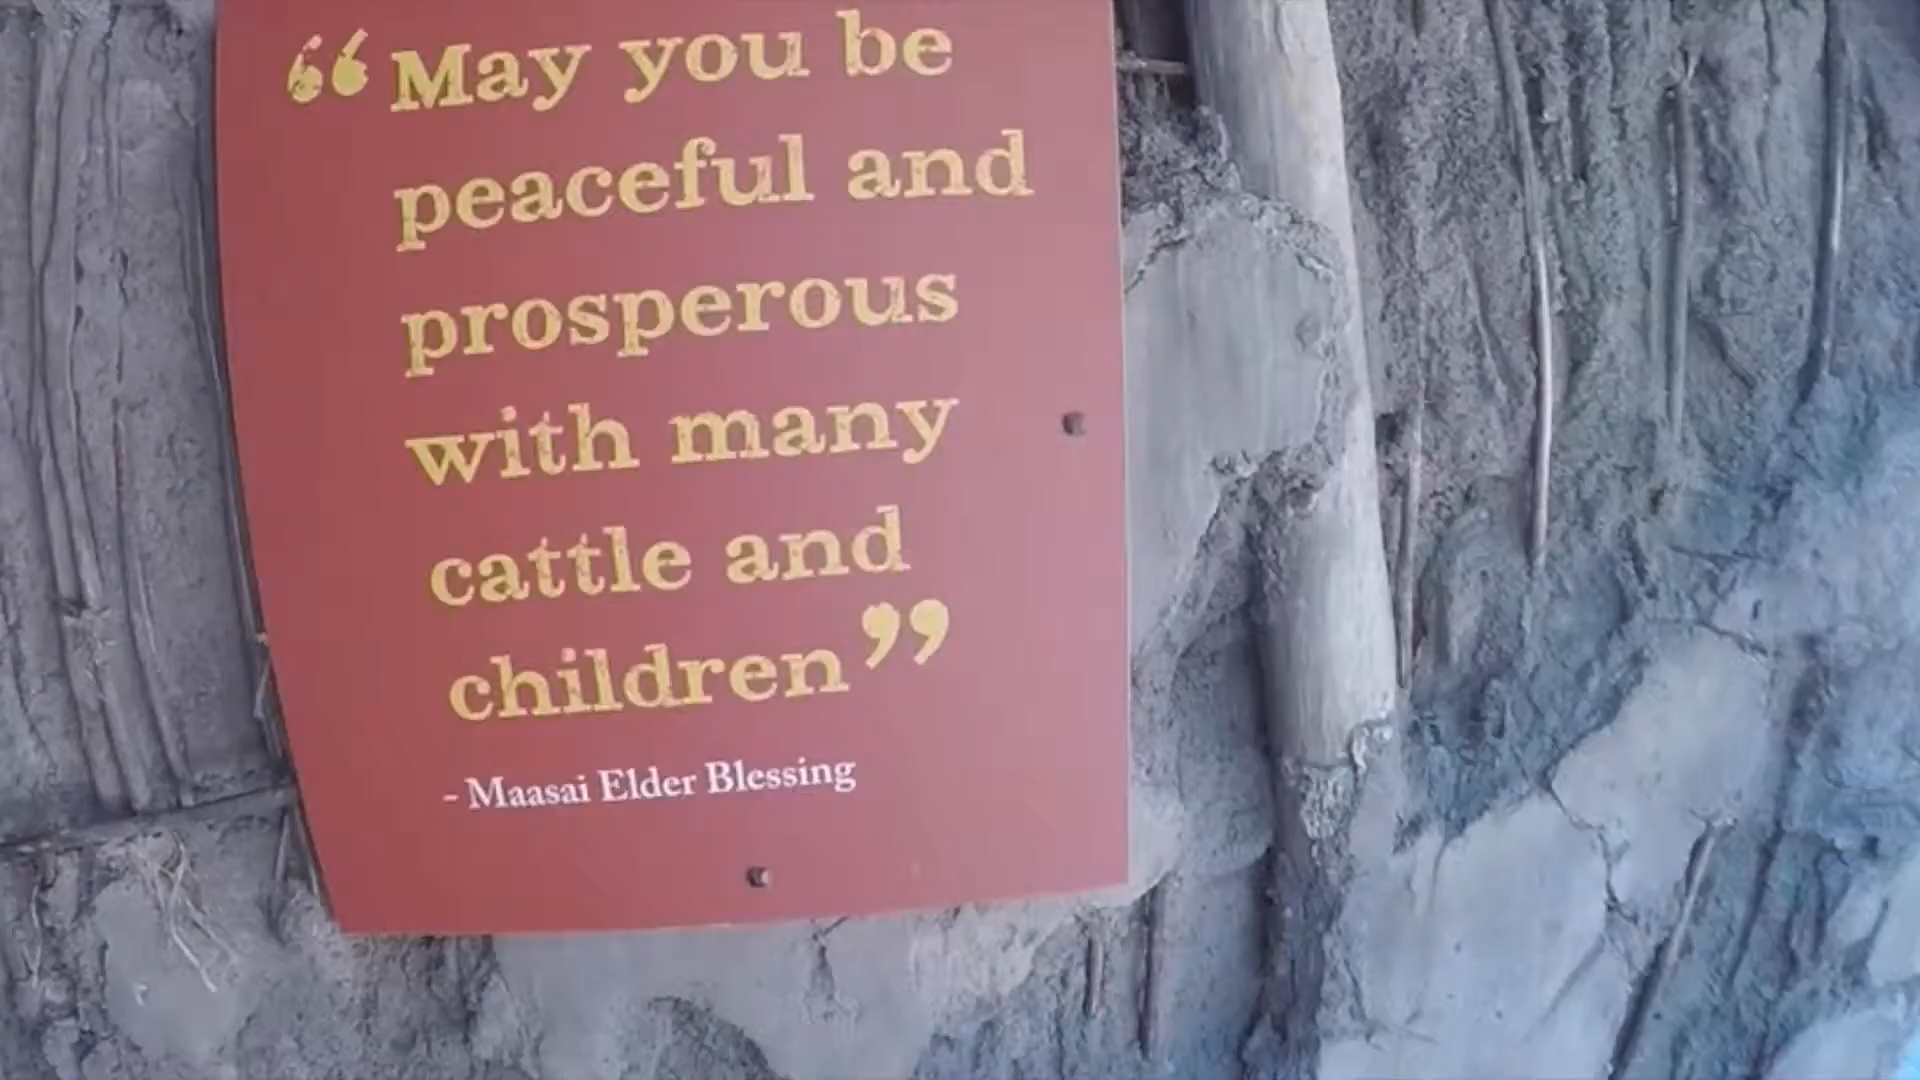 “May you be
peaceful and
prosperous
with many
cattle and
children”
- Maasai Elder Blessing